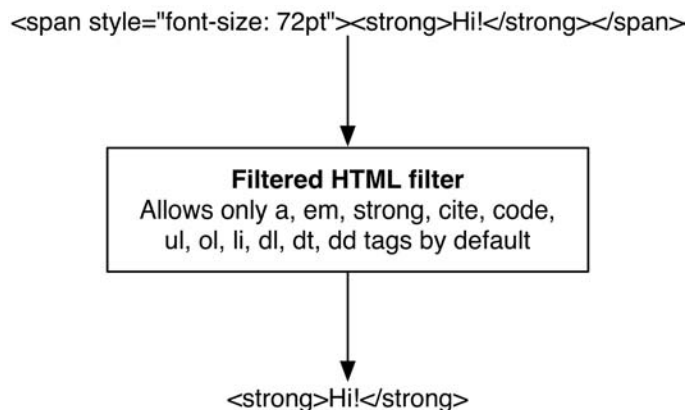 <span style="font-size: 72pt"><strong>Hi!</strong></span>
Filtered HTML filter
Allows only a, em, strong, cite, code,
ul, ol, li, dl, dt, dd tags by default
<strong>Hi!</strong>